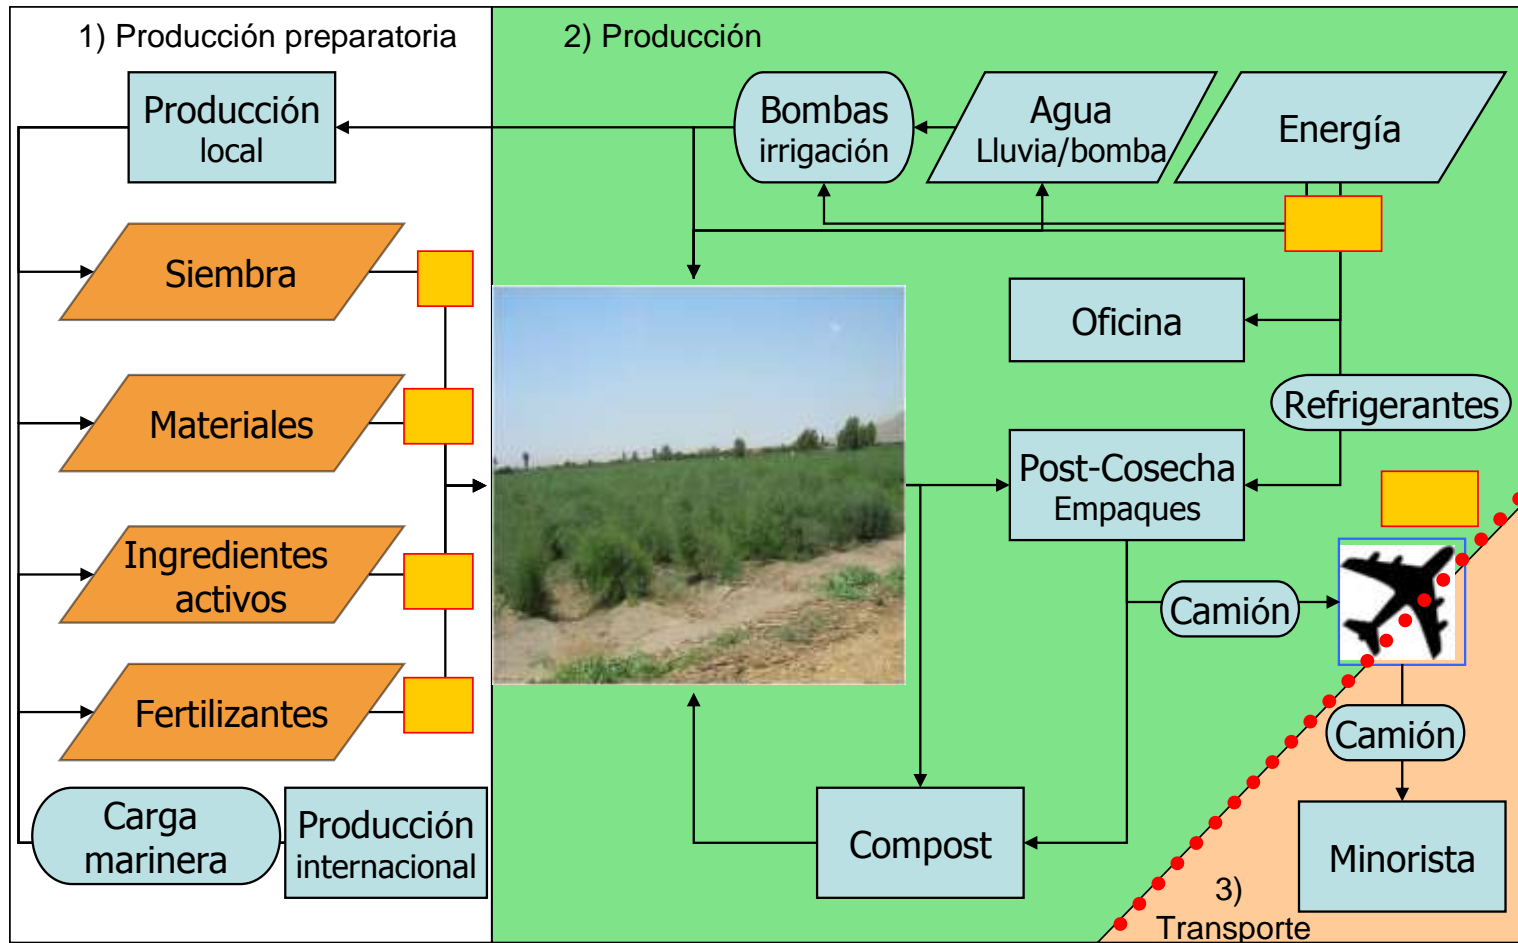 1) Producción preparatoria
Producción
local
Siembra
Materiales
Ingredientes
activos
Fertilizantes
Carga
marinera
Producción
internacional
2) Producción
Bombas
irrigación
Agua
Lluvia/bomba
Energía
Oficina
Refrigerantes
Post-Cosecha
Empaques
Camión
Compost
Camión
Minorista
3)
Transporte